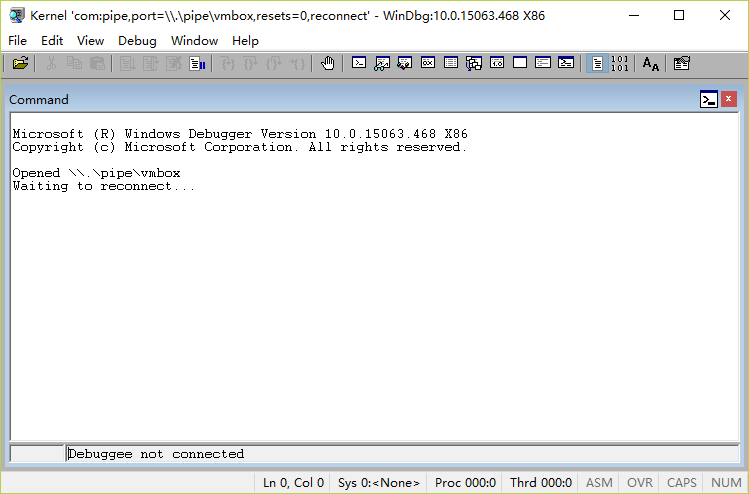 Kernel 'com:pipe,port=\\.\pipe\vmbox,resets=0,reconnect' - WinDbg:10.0.15063.468 X86
File Edit View Debug Window Help
101
101
AA
Command
Microsoft (R) Windows Debugger Version 10.0.15063.468 X86
Copyright (c) Microsoft Corporation. All rights reserved.
Opened \\.\pipe\vmbox
Waiting to reconnect...
Debuggee not connected
Ln 0, Col 0 Sys 0:<None> Proc 000:0 Thrd 000:0 ASM OVR CAPS NUM